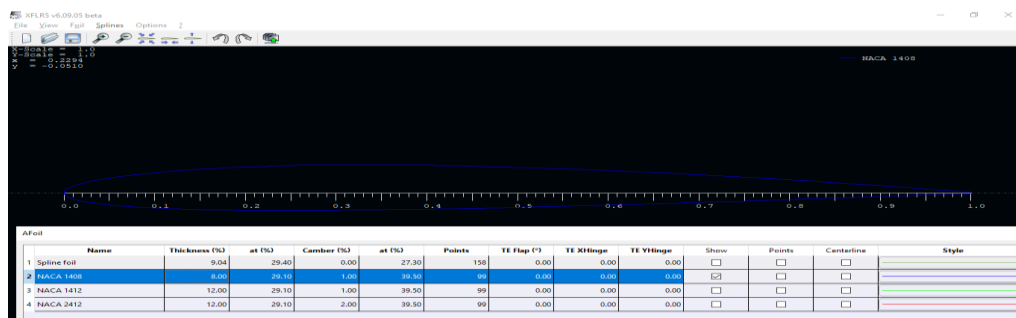 XFLR5 v6.09.05 beta
File View Foil Splines Options ?
X-Scale = 1.0
Y-Scale = 1.0
x = 0.2294
y = -0.0510
NACA 1408
0.0 0.1 0.2 0.3 0.4 0.5 0.6 0.7 0.8 0.9 1.0
AFoil
Name Thickness (%) at (%) Camber (%) at (%) Points TE Flap (°) TE XHinge TE YHinge Show Points Centerline Style
1 Spline foil 9.04 29.40 0.00 27.30 158 0.00 0.00 0.00
2 NACA 1408 8.00 29.10 1.00 39.50 99 0.00 0.00 0.00
3 NACA 1412 12.00 29.10 1.00 39.50 99 0.00 0.00 0.00
4 NACA 2412 12.00 29.10 2.00 39.50 99 0.00 0.00 0.00